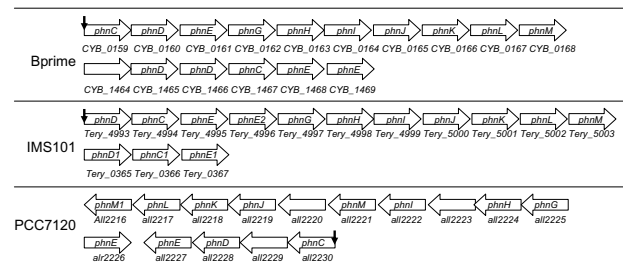 phnC phnD phnE phnG phnH phnI phnJ phnK phnL phnM
CYB_0159 CYB_0160 CYB_0161 CYB_0162 CYB_0163 CYB_0164 CYB_0165 CYB_0166 CYB_0167 CYB_0168
Bprime
phnD phnD phnC phnE phnE
CYB_1464 CYB_1465 CYB_1466 CYB_1467 CYB_1468 CYB_1469
phnD phnC phnE phnE2 phnG phnH phnI phnJ phnK phnL phnM
Tery_4993 Tery_4994 Tery_4995 Tery_4996 Tery_4997 Tery_4998 Tery_4999 Tery_5000 Tery_5001 Tery_5002 Tery_5003
IMS101
phnD1 phnC1 phnE1
Tery_0365 Tery_0366 Tery_0367
phnM1 phnL phnK phnJ phnM phnI phnH phnG
All2216 all2217 all2218 all2219 all2220 all2221 all2222 all2223 all2224 all2225
PCC7120
phnE phnE phnD phnC
alr2226 all2227 all2228 all2229 all2230